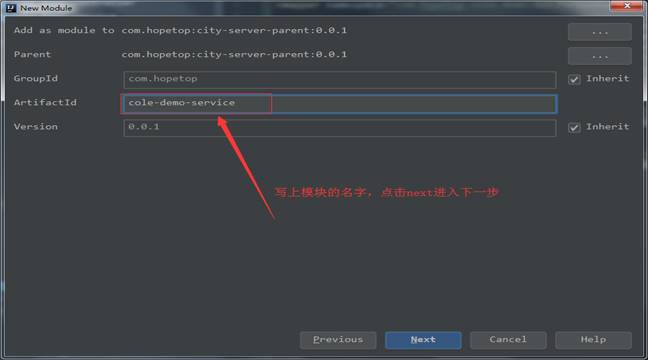 New Module
Add as module to com.hopetop:city-server-parent:0.0.1
...
Parent com.hopetop:city-server-parent:0.0.1
...
GroupId com.hopetop Inherit
ArtifactId cole-demo-service
Version 0.0.1 Inherit
写上模块的名字，点击next进入下一步
Previous Next Cancel Help